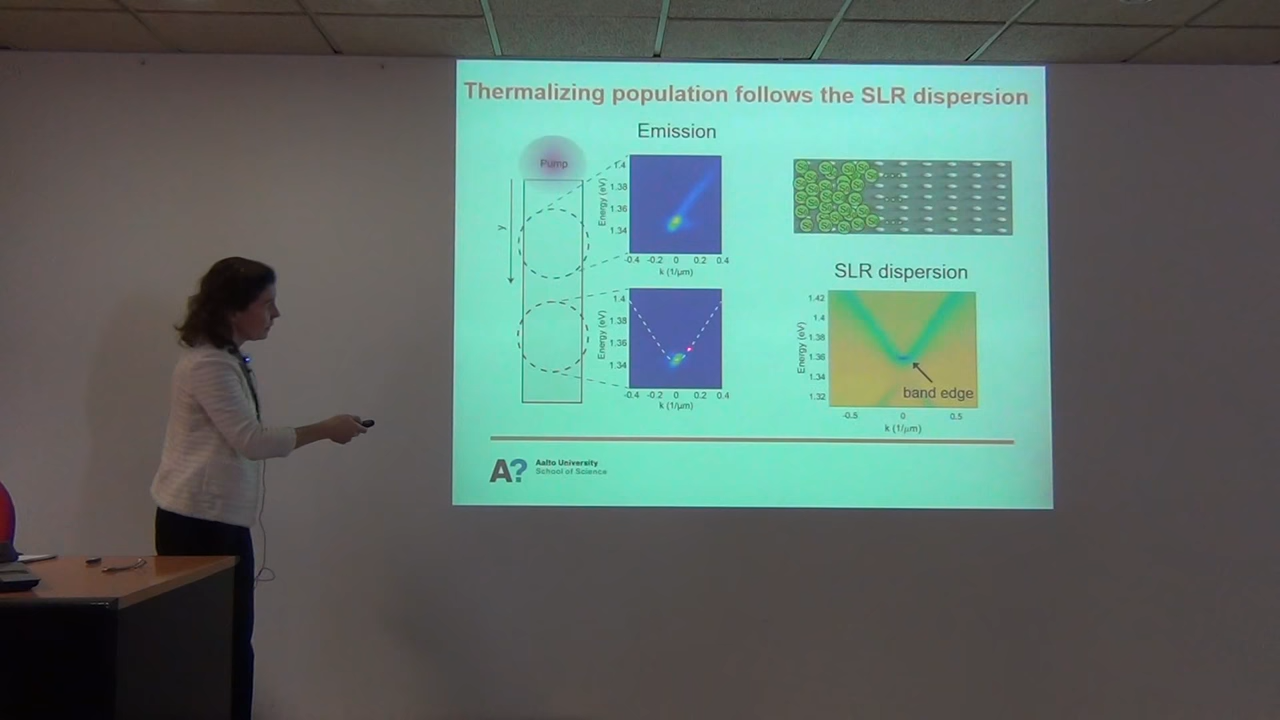 Thermalizing population follows the SLR dispersion
Emission
Pump
y
Energy (eV)
1.4
1.38
1.36
1.34
-0.4 -0.2 0 0.2 0.4
k (1/μm)
Energy (eV)
1.4
1.38
1.36
1.34
-0.4 -0.2 0 0.2 0.4
k (1/μm)
SLR dispersion
Energy (eV)
1.42
1.4
1.38
1.36
1.34
1.32
band edge
-0.5 0 0.5
k (1/μm)
A? Aalto University
School of Science